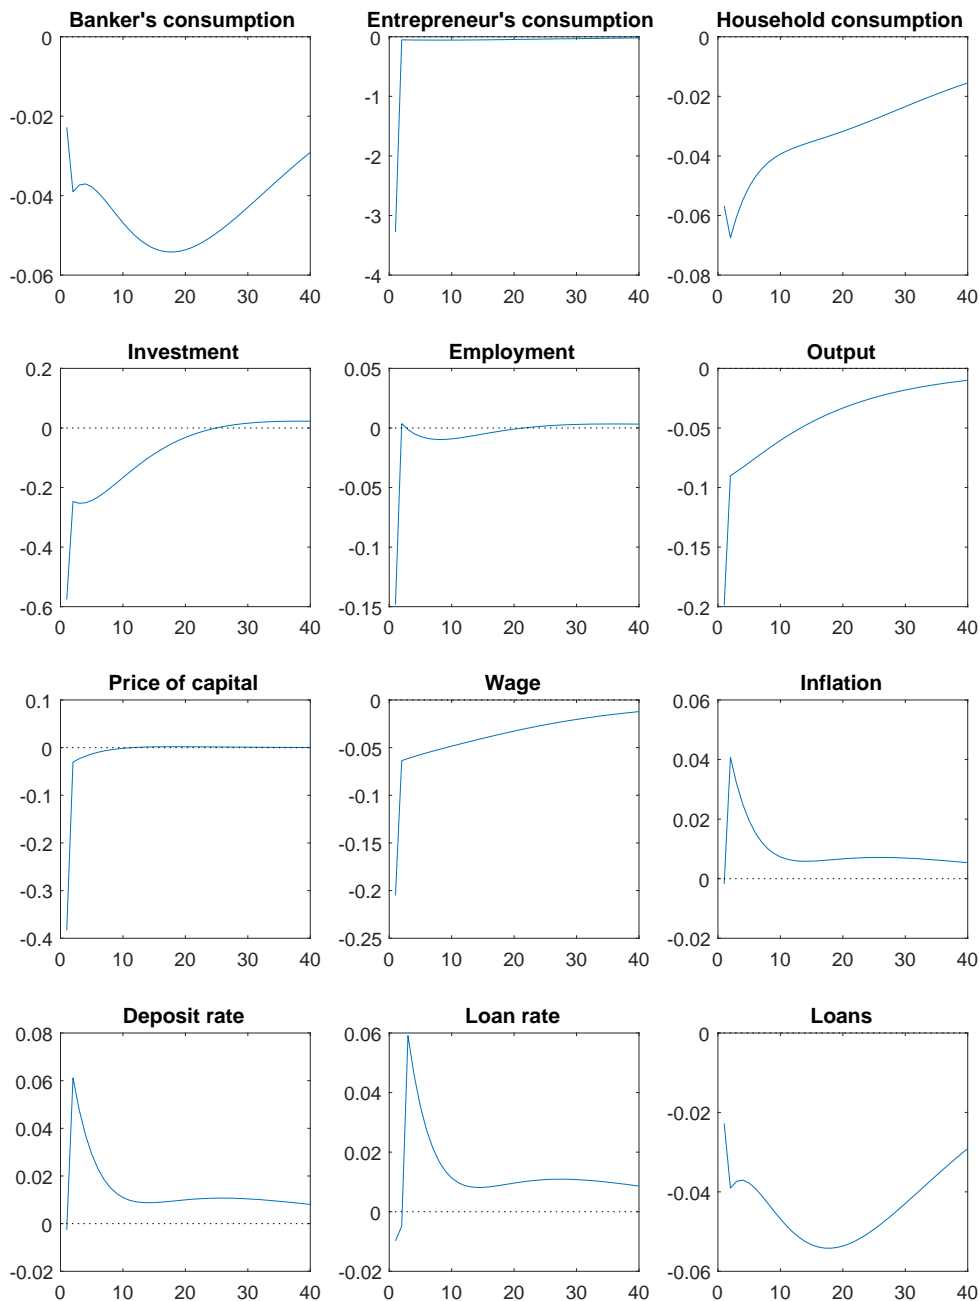 Banker's consumption
0
-0.02
-0.04
-0.06
0 10 20 30 40
Entrepreneur's consumption
0
-1
-2
-3
-4
0 10 20 30 40
Household consumption
0
-0.02
-0.04
-0.06
-0.08
0 10 20 30 40
Investment
0.2
0
-0.2
-0.4
-0.6
0 10 20 30 40
Employment
0.05
0
-0.05
-0.1
-0.15
0 10 20 30 40
Output
0
-0.05
-0.1
-0.15
-0.2
0 10 20 30 40
Price of capital
0.1
0
-0.1
-0.2
-0.3
-0.4
0 10 20 30 40
Wage
0
-0.05
-0.1
-0.15
-0.2
-0.25
0 10 20 30 40
Inflation
0.06
0.04
0.02
0
-0.02
0 10 20 30 40
Deposit rate
0.08
0.06
0.04
0.02
0
-0.02
0 10 20 30 40
Loan rate
0.06
0.04
0.02
0
-0.02
0 10 20 30 40
Loans
0
-0.02
-0.04
-0.06
0 10 20 30 40